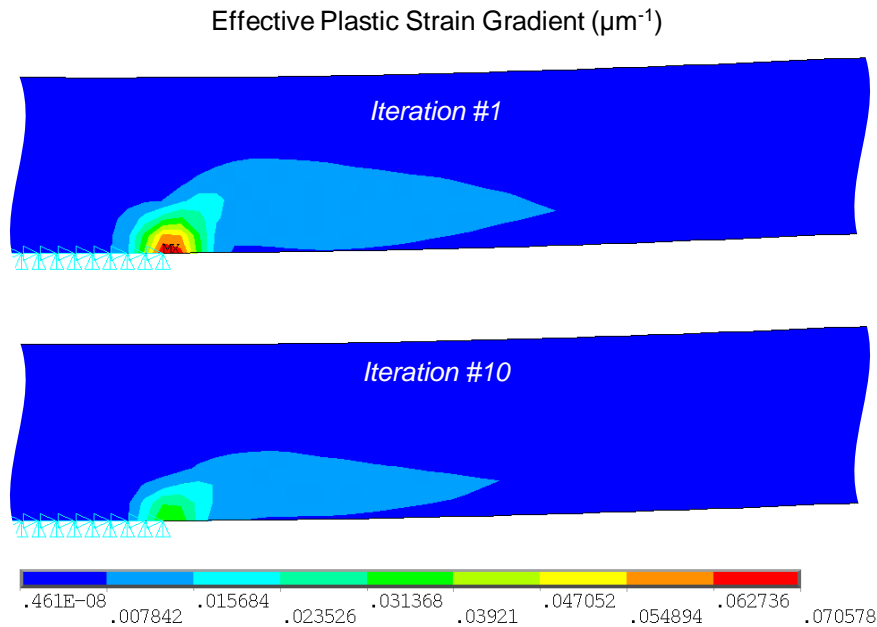 Effective Plastic Strain Gradient (µm⁻¹)
Iteration #1
MX
Iteration #10
.461E-08 .015684 .031368 .047052 .062736
.007842 .023526 .03921 .054894 .070578